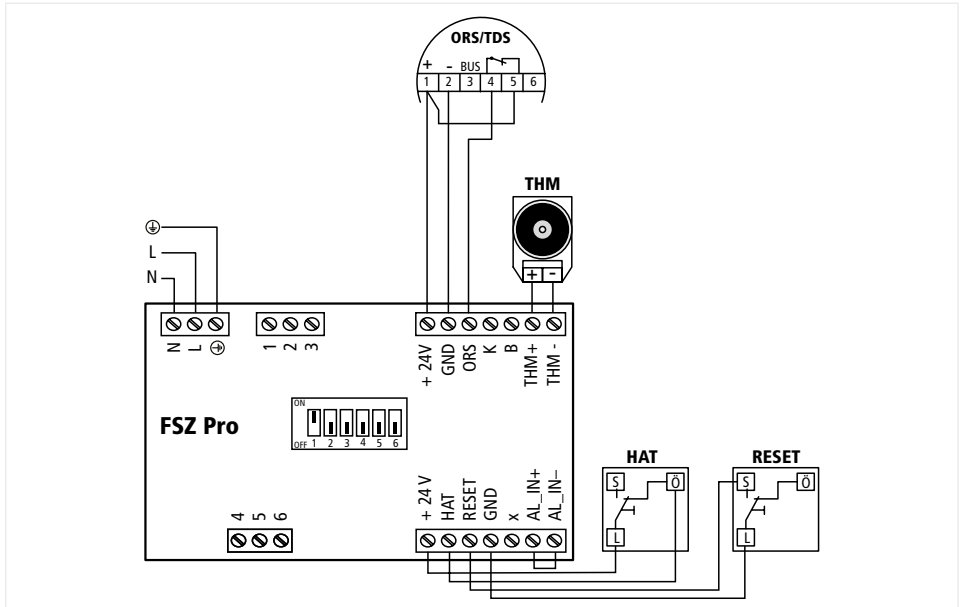 ORS/TDS
+ - BUS
1 2 3 4 5 6
THM
+ -
L
N
N L
1 2 3
+ 24V GND ORS K B THM+ THM -
FSZ Pro
ON
OFF 1 2 3 4 5 6
4 5 6
+ 24 V HAT RESET GND x AL_IN+ AL_IN–
HAT
S Ö
L
RESET
S Ö
L